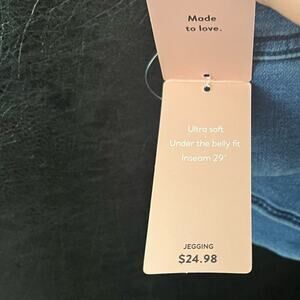 Made
to love.
Ultra soft
Under the belly fit
Inseam 29"
JEGGING
$24.98